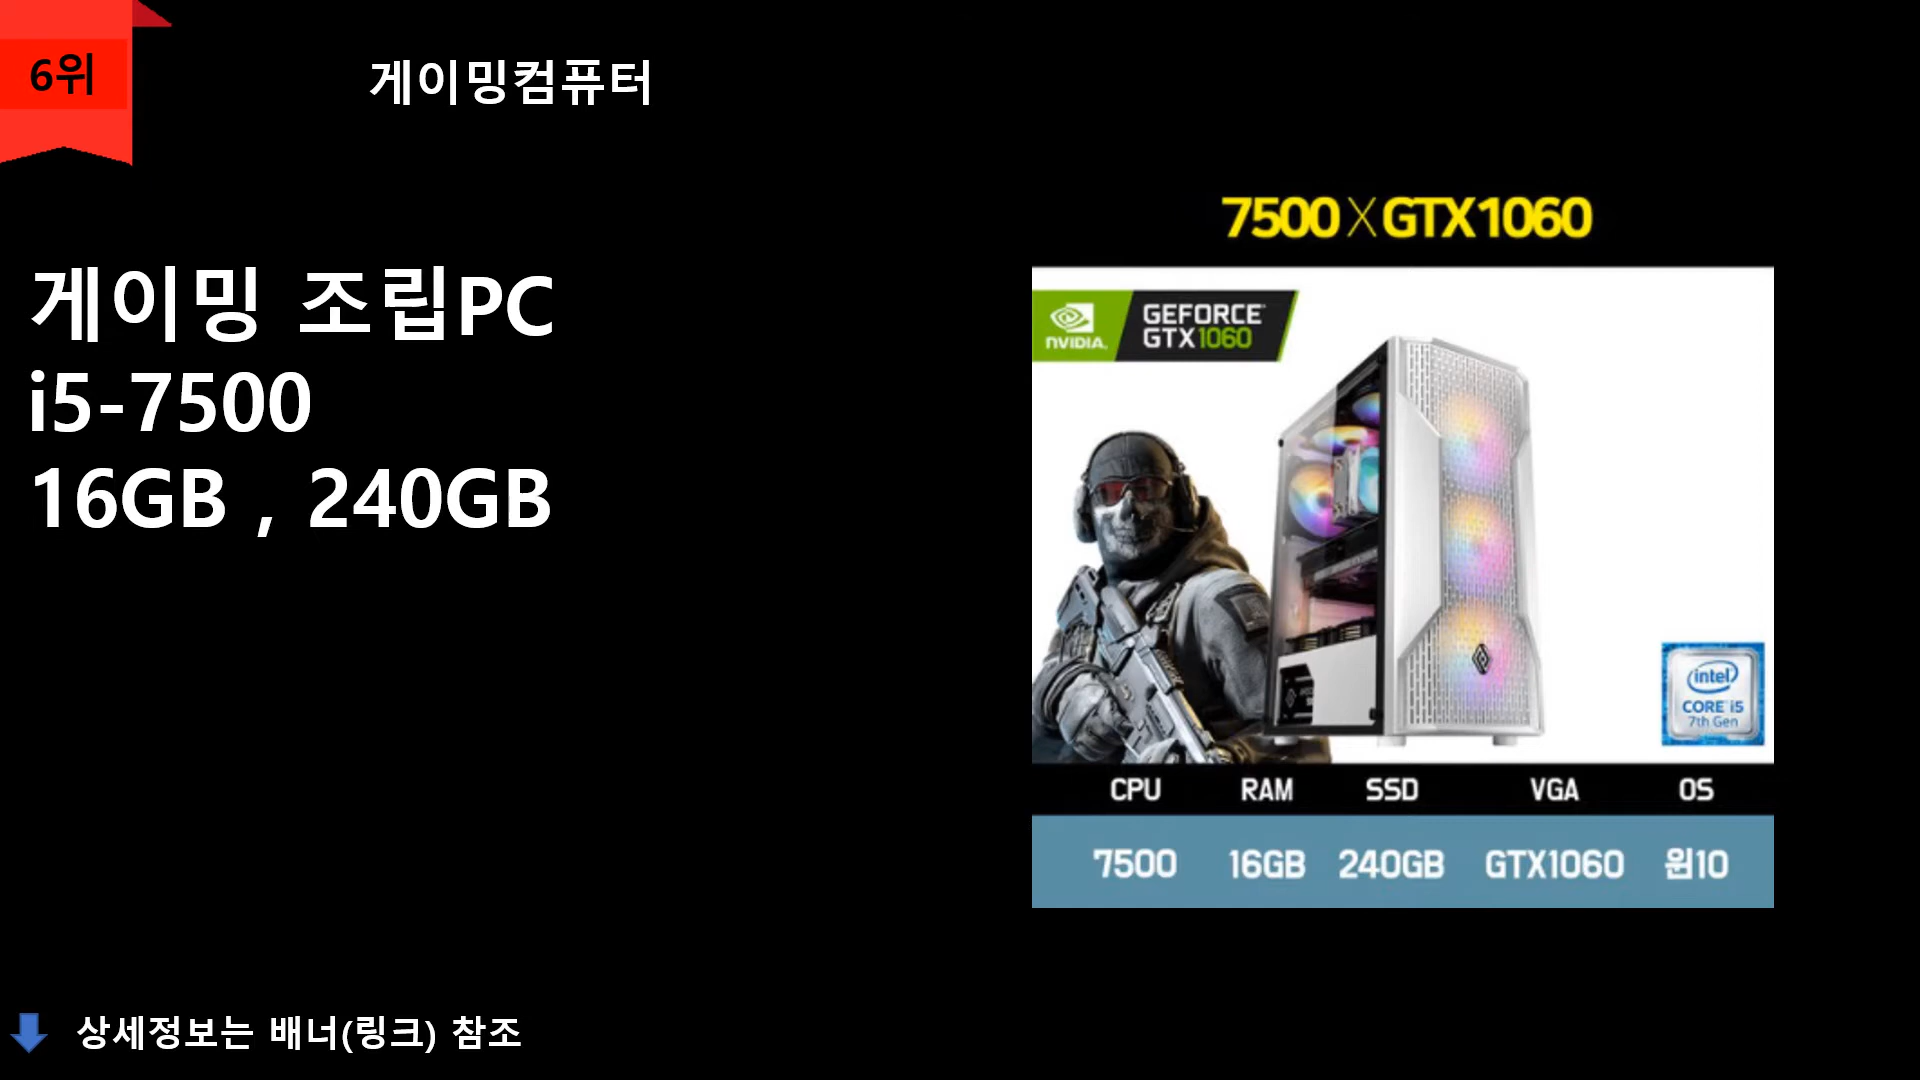 6위
게이밍컴퓨터
게이밍 조립PC
i5-7500
16GB , 240GB
7500 X GTX1060
NVIDIA.
GEFORCE
GTX1060
intel
CORE i5
7th Gen
CPU RAM SSD VGA OS
7500 16GB 240GB GTX1060 윈10
상세정보는 배너(링크) 참조